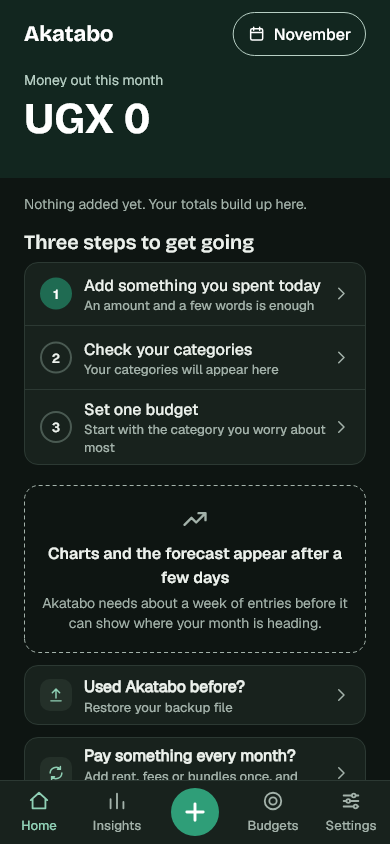 Akatabo
November
Money out this month
UGX 0
Nothing added yet. Your totals build up here.
Three steps to get going
1
Add something you spent today
An amount and a few words is enough
2
Check your categories
Your categories will appear here
3
Set one budget
Start with the category you worry about
most
Charts and the forecast appear after a
few days
Akatabo needs about a week of entries before it
can show where your month is heading.
Used Akatabo before?
Restore your backup file
Pay something every month?
Add rent, fees or bundles once, and
Home
Insights
Budgets
Settings